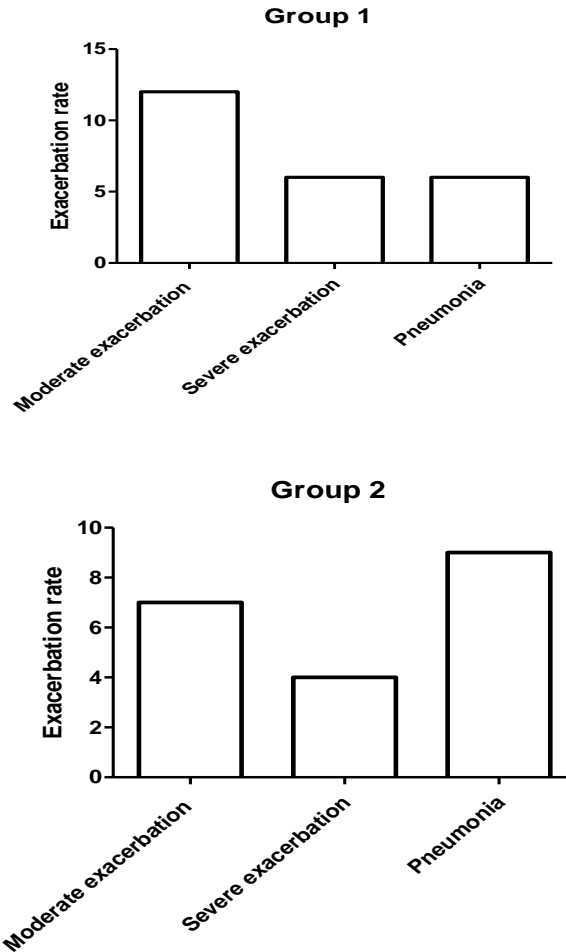 Group 1
Exacerbation rate
15
10
5
0
Moderate exacerbation
Severe exacerbation
Pneumonia
Group 2
Exacerbation rate
10
8
6
4
2
0
Moderate exacerbation
Severe exacerbation
Pneumonia